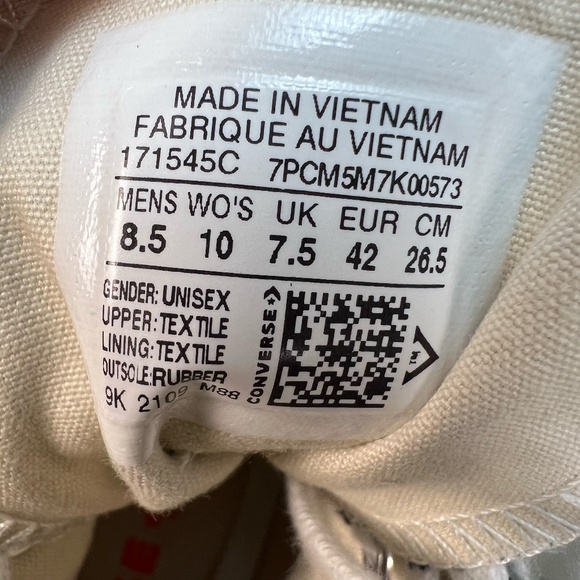 MADE IN VIETNAM
FABRIQUE AU VIETNAM
171545C 7PCM5M7K00573
MENS WO'S UK EUR CM
8.5 10 7.5 42 26.5
GENDER: UNISEX
UPPER: TEXTILE
LINING: TEXTILE
OUTSOLE: RUBBER
9K 2109 M88
CONVERSE